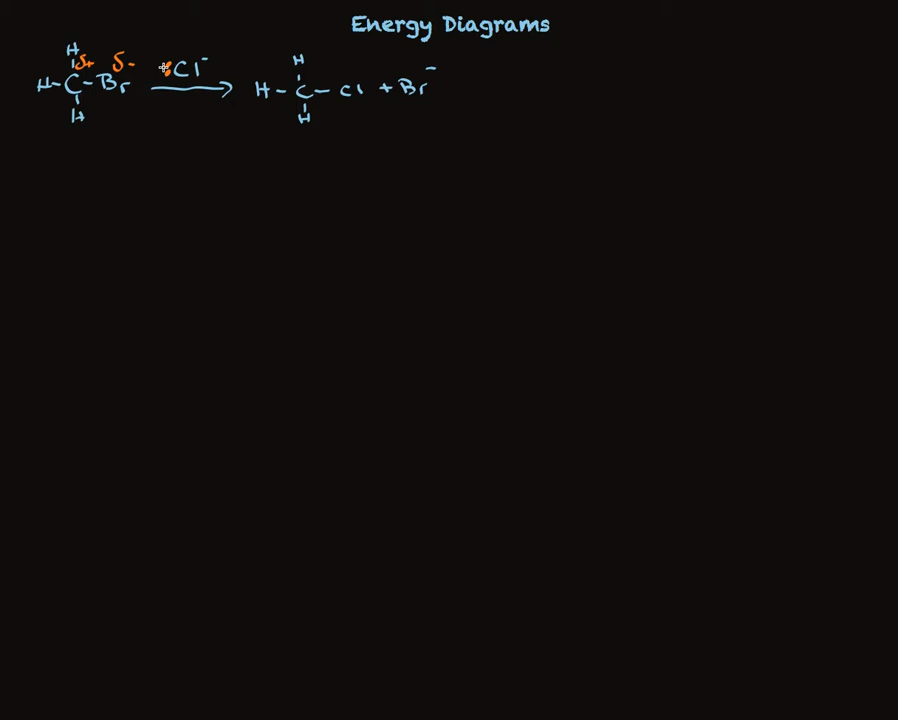 Energy Diagrams
H
δ+ δ- :Cl⁻ H ⁻
H-C-Br ⟶ H-C-Cl + Br
H H